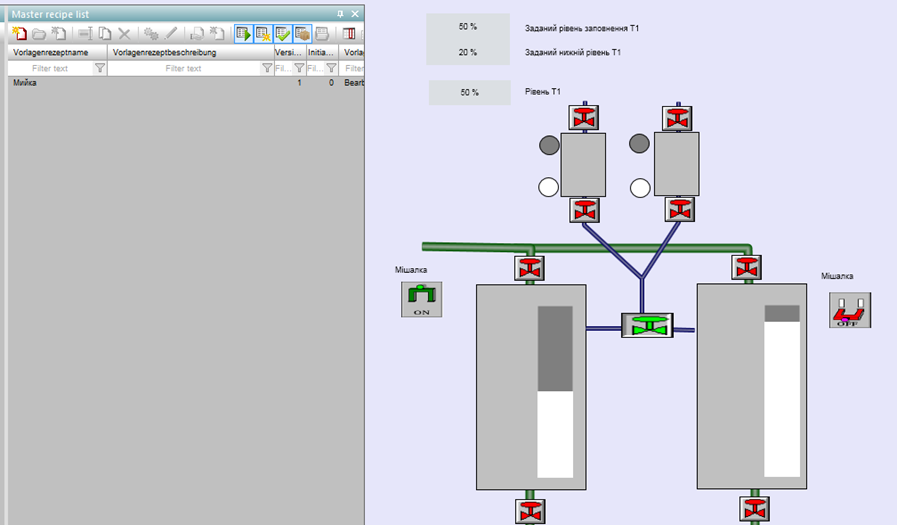 Master recipe list
Vorlagenrezeptname Vorlagenrezeptbeschreibung Versi... Initia... Vorla
Filter text Filter text Fil... Fil... Filter
Мийка 1 0 Bearb
50 % Заданий рівень заповнення Т1
20 % Заданий нижній рівень Т1
50 % Рівень Т1
Мішалка
ON
Мішалка
OFF